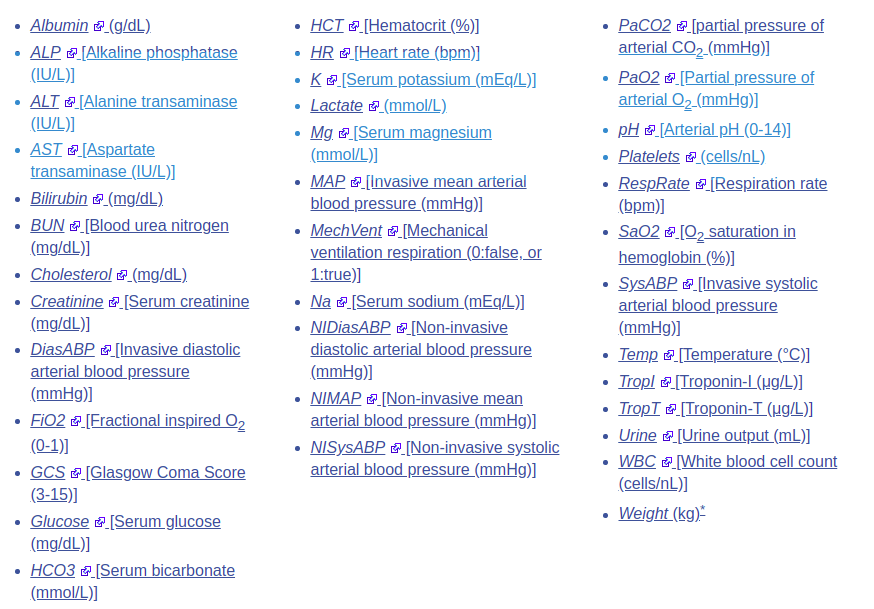 Albumin (g/dL)
ALP [Alkaline phosphatase
(IU/L)]
ALT [Alanine transaminase
(IU/L)]
AST [Aspartate
transaminase (IU/L)]
Bilirubin (mg/dL)
BUN [Blood urea nitrogen
(mg/dL)]
Cholesterol (mg/dL)
Creatinine [Serum creatinine
(mg/dL)]
DiasABP [Invasive diastolic
arterial blood pressure
(mmHg)]
FiO2 [Fractional inspired O2
(0-1)]
GCS [Glasgow Coma Score
(3-15)]
Glucose [Serum glucose
(mg/dL)]
HCO3 [Serum bicarbonate
(mmol/L)]
HCT [Hematocrit (%)]
HR [Heart rate (bpm)]
K [Serum potassium (mEq/L)]
Lactate (mmol/L)
Mg [Serum magnesium
(mmol/L)]
MAP [Invasive mean arterial
blood pressure (mmHg)]
MechVent [Mechanical
ventilation respiration (0:false, or
1:true)]
Na [Serum sodium (mEq/L)]
NIDiasABP [Non-invasive
diastolic arterial blood pressure
(mmHg)]
NIMAP [Non-invasive mean
arterial blood pressure (mmHg)]
NISysABP [Non-invasive systolic
arterial blood pressure (mmHg)]
PaCO2 [partial pressure of
arterial CO2 (mmHg)]
PaO2 [Partial pressure of
arterial O2 (mmHg)]
pH [Arterial pH (0-14)]
Platelets (cells/nL)
RespRate [Respiration rate
(bpm)]
SaO2 [O2 saturation in
hemoglobin (%)]
SysABP [Invasive systolic
arterial blood pressure
(mmHg)]
Temp [Temperature (°C)]
TropI [Troponin-I (μg/L)]
TropT [Troponin-T (μg/L)]
Urine [Urine output (mL)]
WBC [White blood cell count
(cells/nL)]
Weight (kg)*